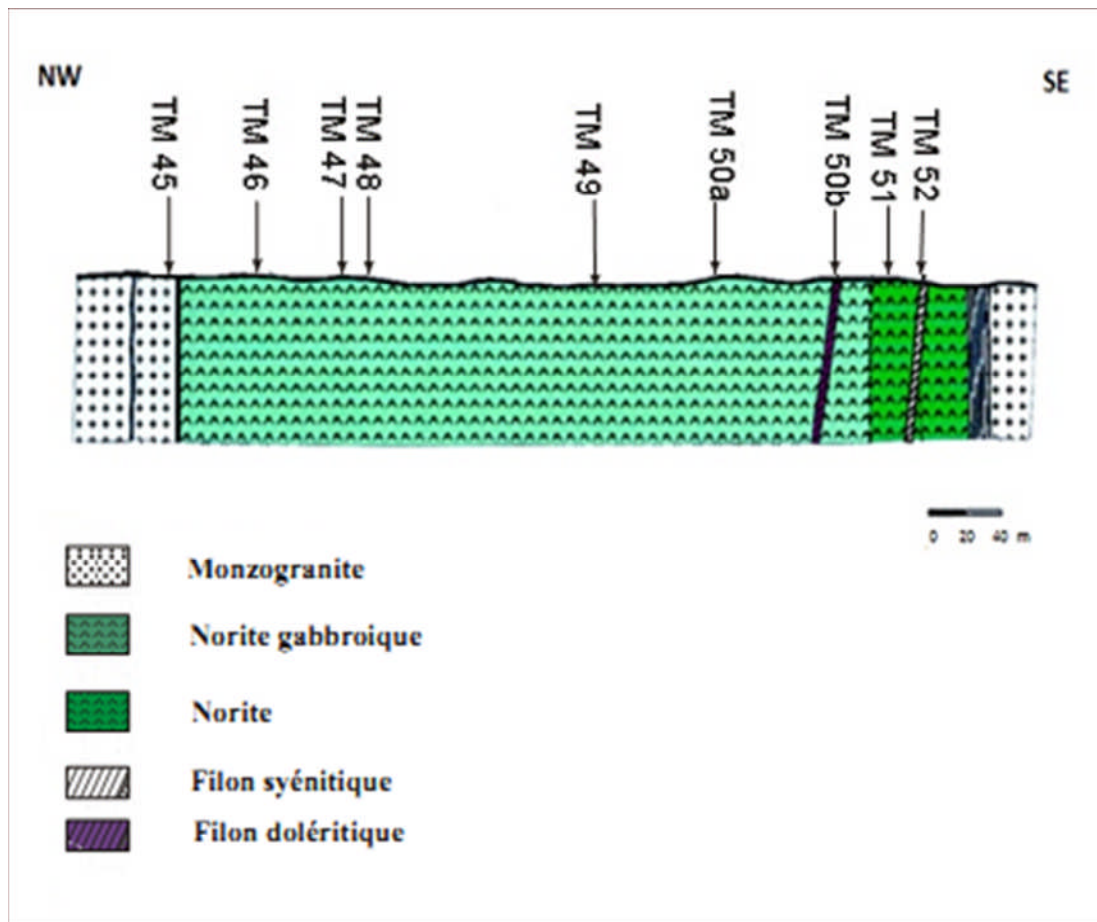 NW
SE
TM 45
TM 46
TM 47
TM 48
TM 49
TM 50a
TM 50b
TM 51
TM 52
0 20 40 m
Monzogranite
Norite gabbroique
Norite
Filon syénitique
Filon doléritique